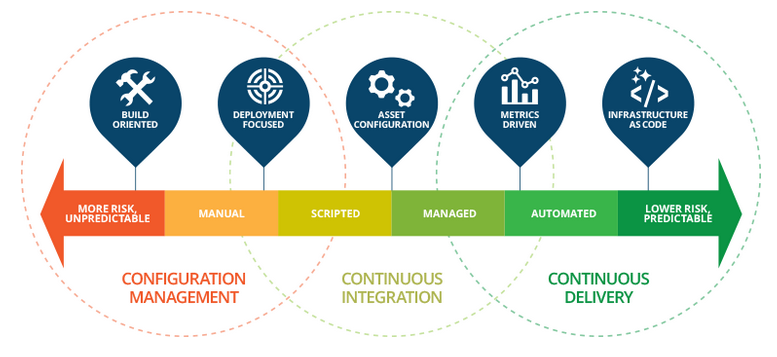 BUILD
ORIENTED
DEPLOYMENT
FOCUSED
ASSET
CONFIGURATION
METRICS
DRIVEN
INFRASTRUCTURE
AS CODE
MORE RISK,
UNPREDICTABLE
MANUAL
SCRIPTED
MANAGED
AUTOMATED
LOWER RISK,
PREDICTABLE
CONFIGURATION
MANAGEMENT
CONTINUOUS
INTEGRATION
CONTINUOUS
DELIVERY